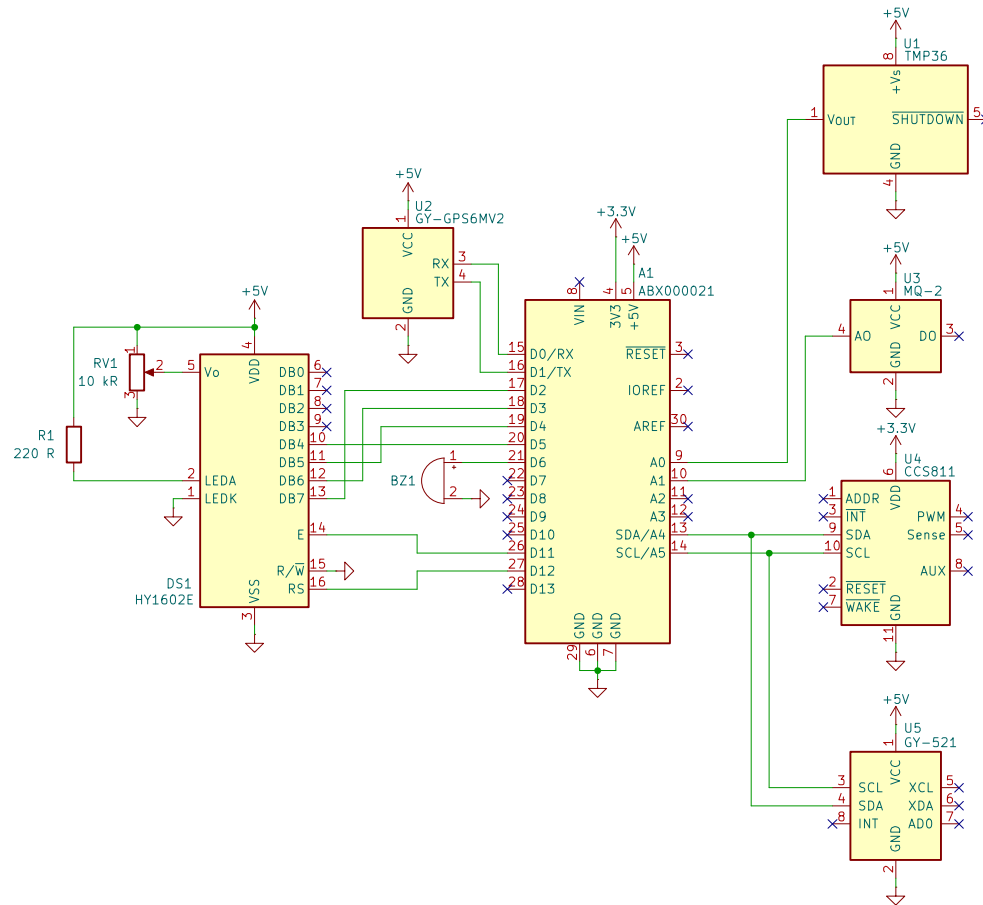 +5V
U1
TMP36
8
+Vs
1
VOUT
SHUTDOWN
5
GND
4
+5V
U2
GY-GPS6MV2
1
VCC
RX
3
TX
4
GND
2
+3.3V
+5V
A1
ABX000021
8
4
5
VIN
3V3
+5V
15
D0/RX
16
D1/TX
17
D2
18
D3
19
D4
20
D5
21
D6
22
D7
23
D8
24
D9
25
D10
26
D11
27
D12
28
D13
RESET
3
IOREF
2
AREF
30
A0
9
A1
10
A2
11
A3
12
SDA/A4
13
SCL/A5
14
GND
GND
GND
29
6
7
+5V
U3
MQ-2
1
VCC
4
AO
DO
3
GND
2
+5V
RV1
10 kR
1
2
3
R1
220 R
4
VDD
5
Vo
2
LEDA
1
LEDK
DB0
6
DB1
7
DB2
8
DB3
9
DB4
10
DB5
11
DB6
12
DB7
13
E
14
R/W
15
RS
16
VSS
3
DS1
HY1602E
BZ1
1
+
2
+3.3V
U4
CCS811
6
VDD
1
ADDR
3
INT
9
SDA
10
SCL
2
RESET
7
WAKE
PWM
4
Sense
5
AUX
8
GND
11
+5V
U5
GY-521
1
VCC
3
SCL
4
SDA
8
INT
XCL
5
XDA
6
ADO
7
GND
2